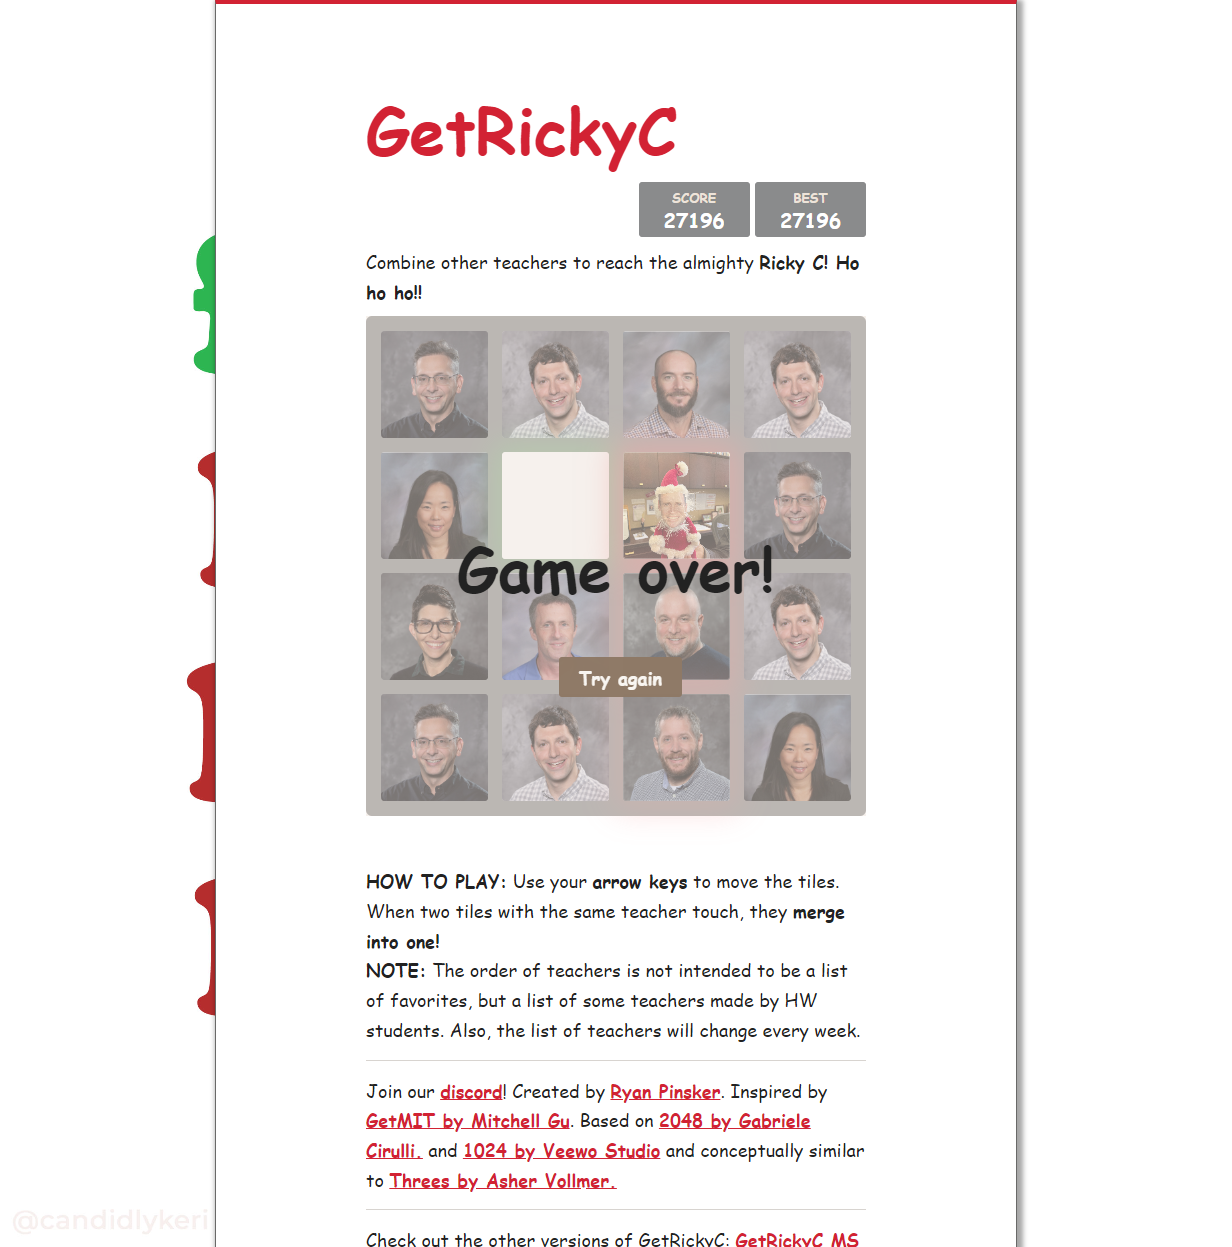 GetRickyC
SCORE
27196
BEST
27196
Combine other teachers to reach the almighty Ricky C! Ho
ho ho!!
Game over!
Try again
HOW TO PLAY: Use your arrow keys to move the tiles.
When two tiles with the same teacher touch, they merge
into one!
NOTE: The order of teachers is not intended to be a list
of favorites, but a list of some teachers made by HW
students. Also, the list of teachers will change every week.
Join our discord! Created by Ryan Pinsker. Inspired by
GetMIT by Mitchell Gu. Based on 2048 by Gabriele
Cirulli. and 1024 by Veewo Studio and conceptually similar
to Threes by Asher Vollmer.
@candidlykeri
Check out the other versions of GetRickyC: GetRickyC MS